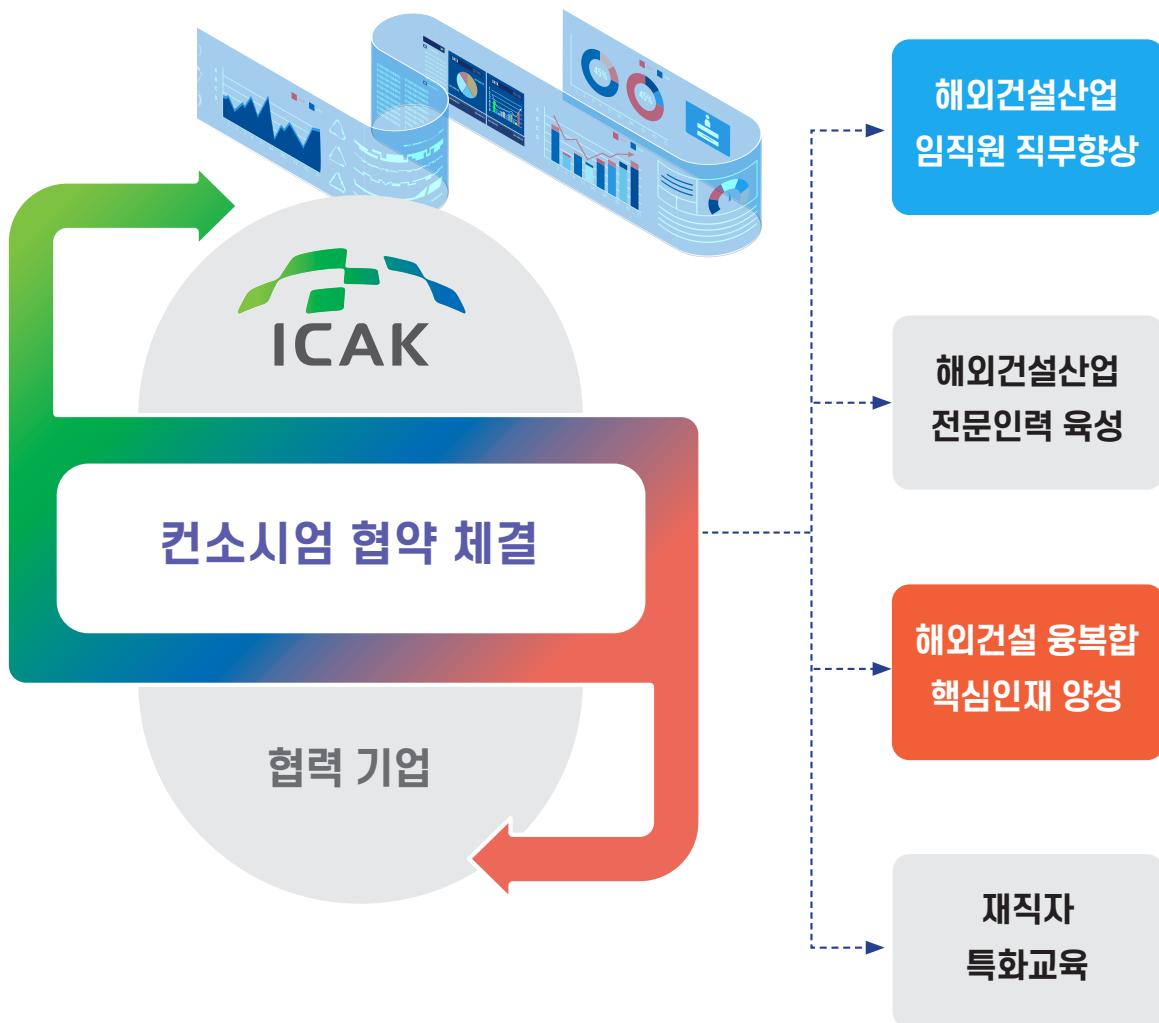 ICAK
컨소시엄 협약 체결
협력 기업
해외건설산업
임직원 직무향상
해외건설산업
전문인력 육성
해외건설 융복합
핵심인재 양성
재직자
특화교육